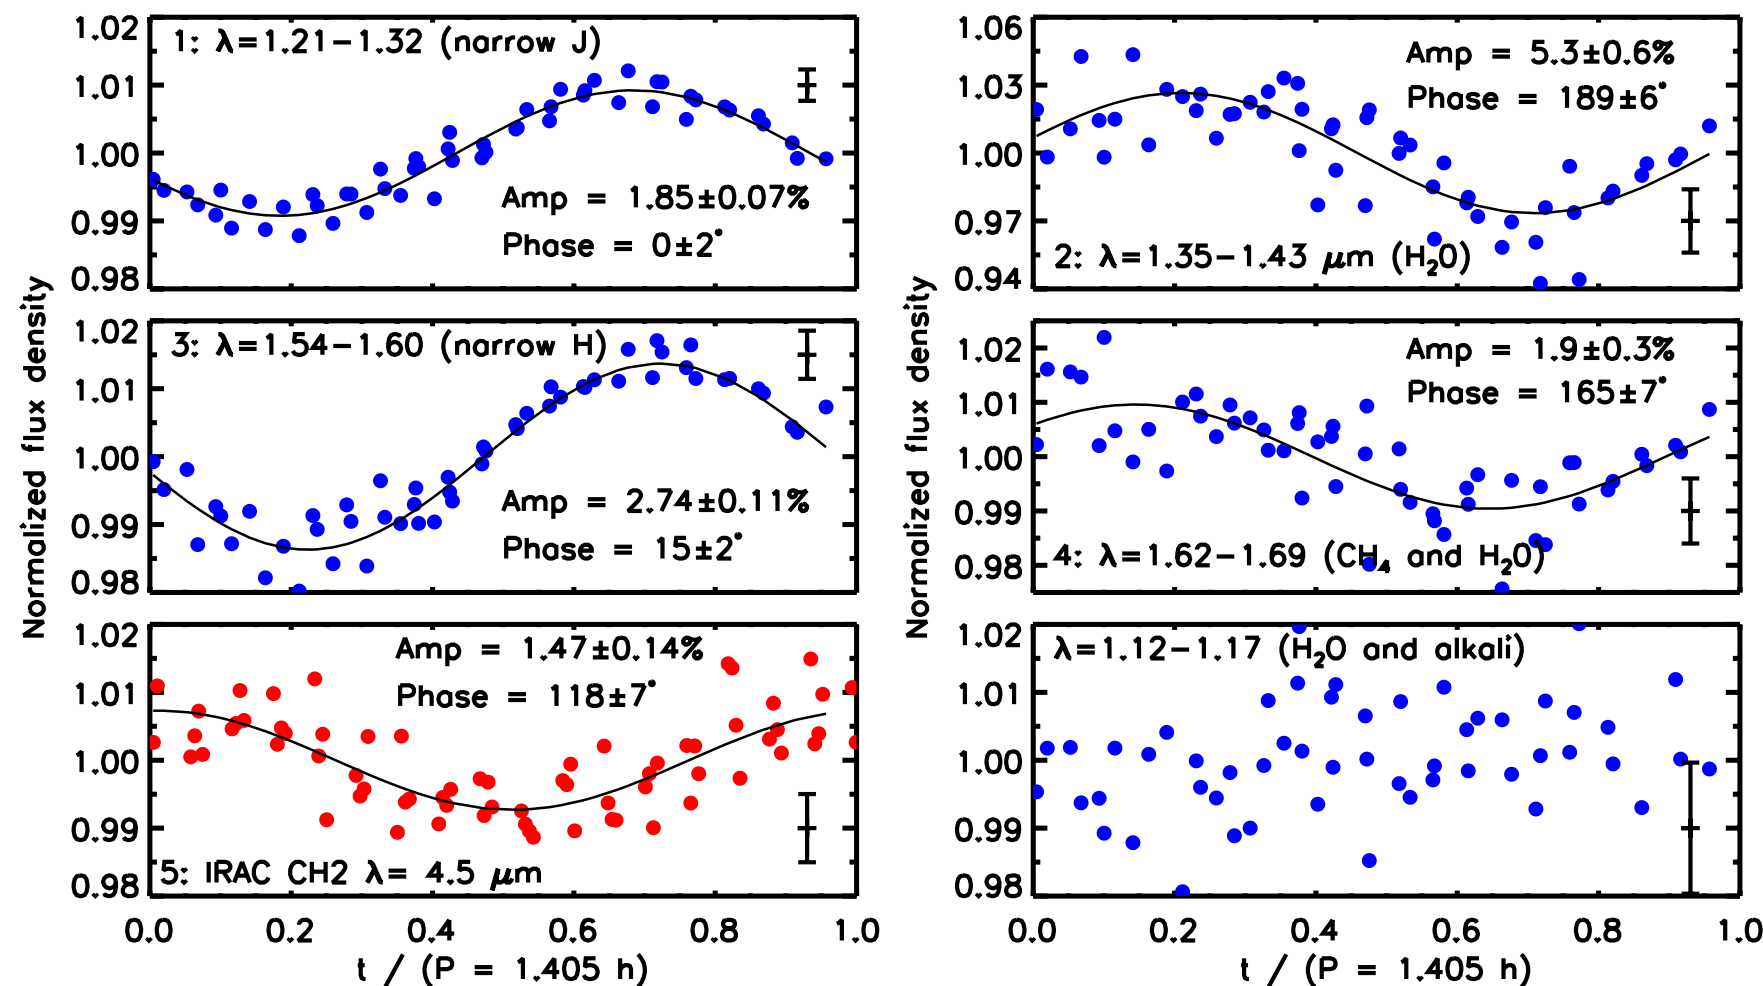 1.02
1.01
1.00
0.99
0.98
1: λ=1.21−1.32 (narrow J)
Amp = 1.85±0.07%
Phase = 0±2°
1.06
1.03
1.00
0.97
0.94
Amp = 5.3±0.6%
Phase = 189±6°
2: λ=1.35−1.43 μm (H₂O)
Normalized flux density
1.02
1.01
1.00
0.99
0.98
3: λ=1.54−1.60 (narrow H)
Amp = 2.74±0.11%
Phase = 15±2°
Normalized flux density
1.02
1.01
1.00
0.99
0.98
Amp = 1.9±0.3%
Phase = 165±7°
4: λ=1.62−1.69 (CH₄ and H₂O)
1.02
1.01
1.00
0.99
0.98
Amp = 1.47±0.14%
Phase = 118±7°
5: IRAC CH2 λ= 4.5 μm
0.0 0.2 0.4 0.6 0.8 1.0
t / (P = 1.405 h)
1.02
1.01
1.00
0.99
0.98
λ=1.12−1.17 (H₂O and alkali)
0.0 0.2 0.4 0.6 0.8 1.0
t / (P = 1.405 h)